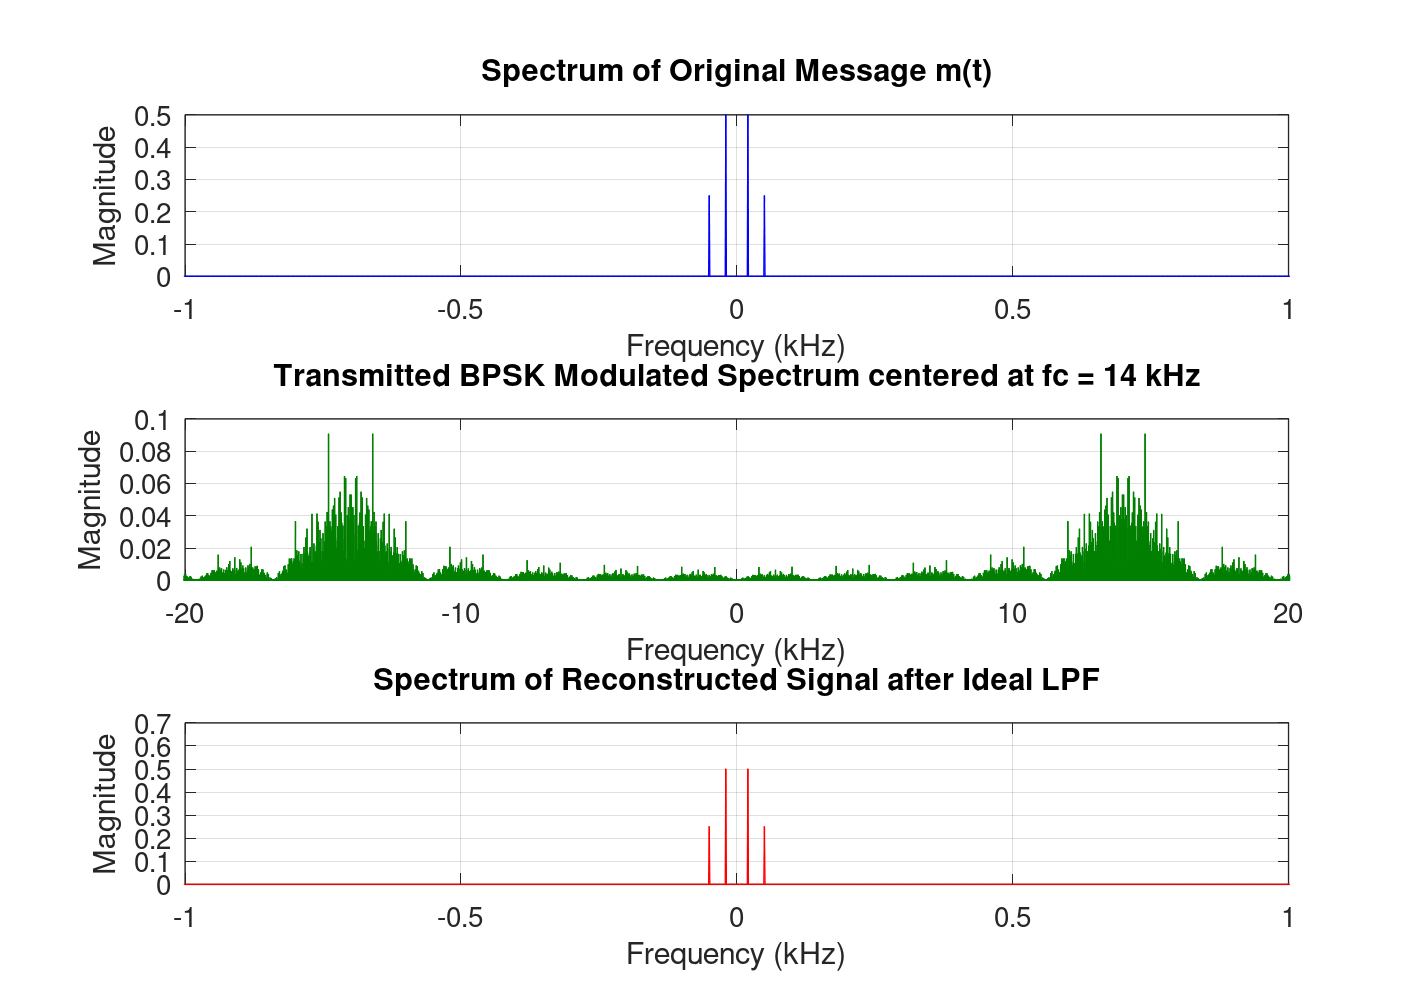 Spectrum of Original Message m(t)
Magnitude
0.5
0.4
0.3
0.2
0.1
0
-1 -0.5 0 0.5 1
Frequency (kHz)
Transmitted BPSK Modulated Spectrum centered at fc = 14 kHz
Magnitude
0.1
0.08
0.06
0.04
0.02
0
-20 -10 0 10 20
Frequency (kHz)
Spectrum of Reconstructed Signal after Ideal LPF
Magnitude
0.7
0.6
0.5
0.4
0.3
0.2
0.1
0
-1 -0.5 0 0.5 1
Frequency (kHz)